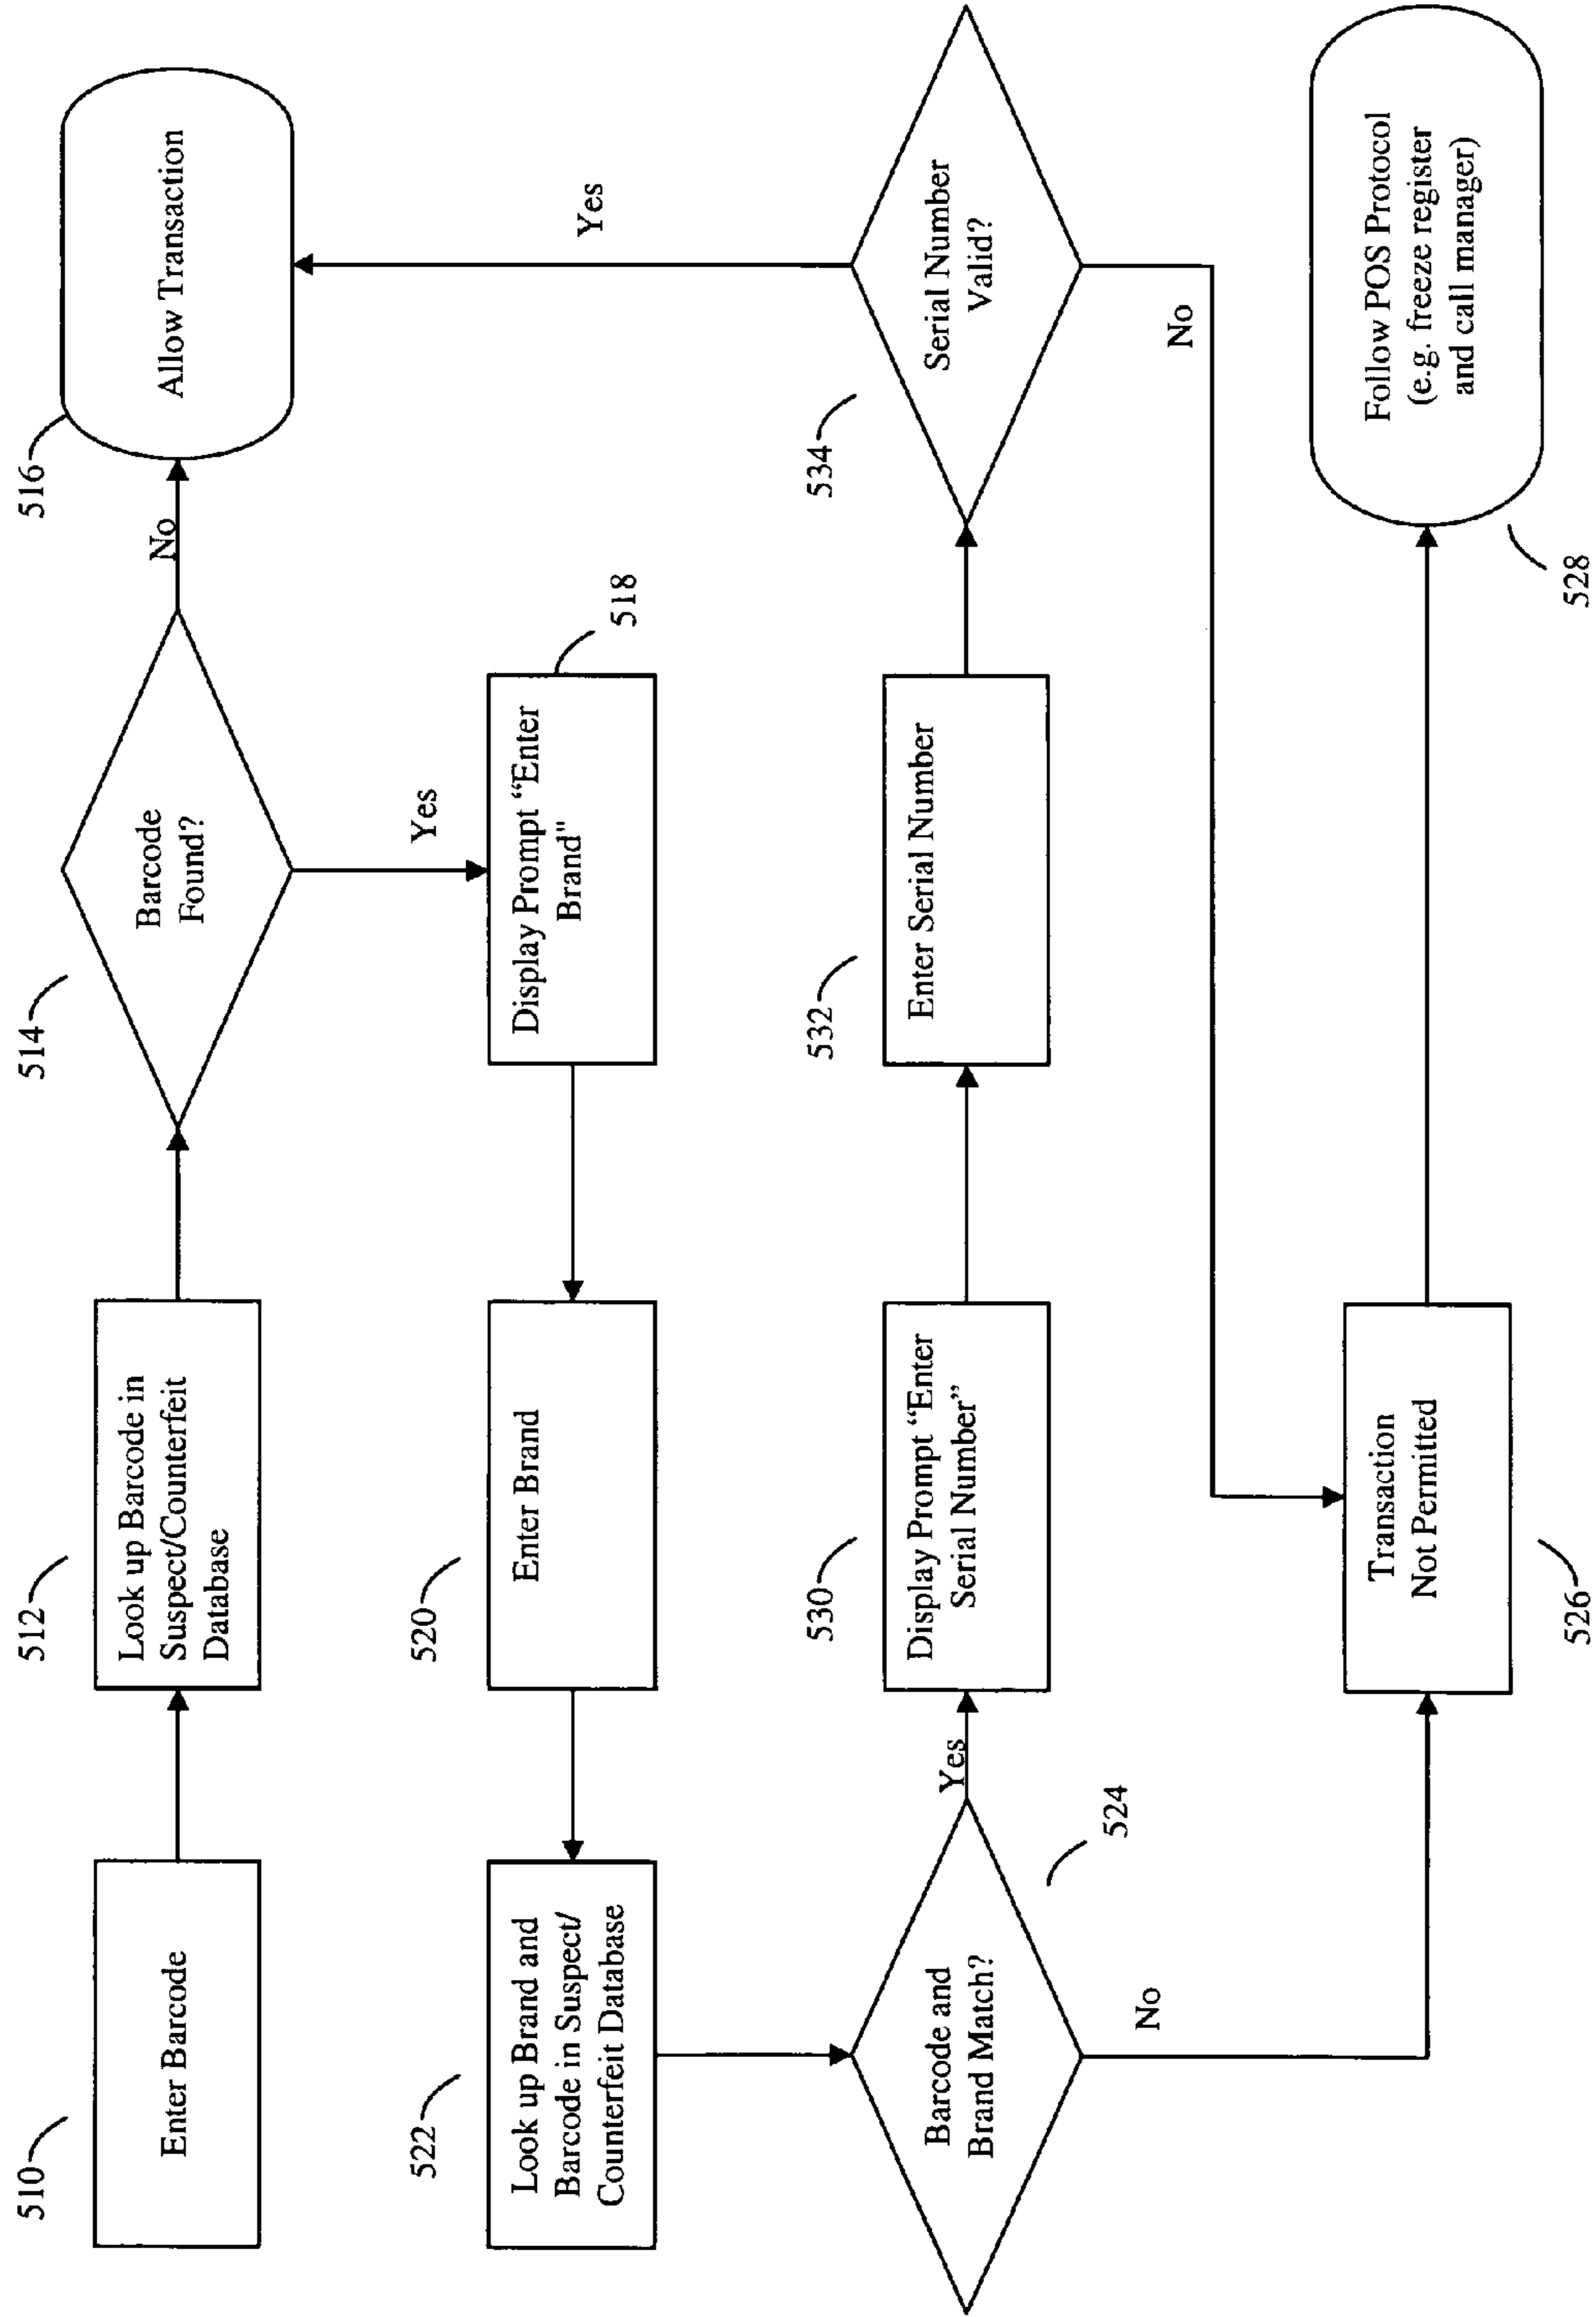 510
Enter Barcode
512
Look up Barcode in
Suspect/Counterfeit
Database
514
Barcode
Found?
No
516
Allow Transaction
Yes
Display Prompt “Enter
Brand"
518
520
Enter Brand
522
Look up Brand and
Barcode in Suspect/
Counterfeit Database
Barcode and
Brand Match?
524
Yes
530
Display Prompt “Enter
Serial Number”
532
Enter Serial Number
534
Serial Number
Valid?
Yes
No
No
Transaction
Not Permitted
526
Follow POS Protocol
(e.g. freeze register
and call manager)
528